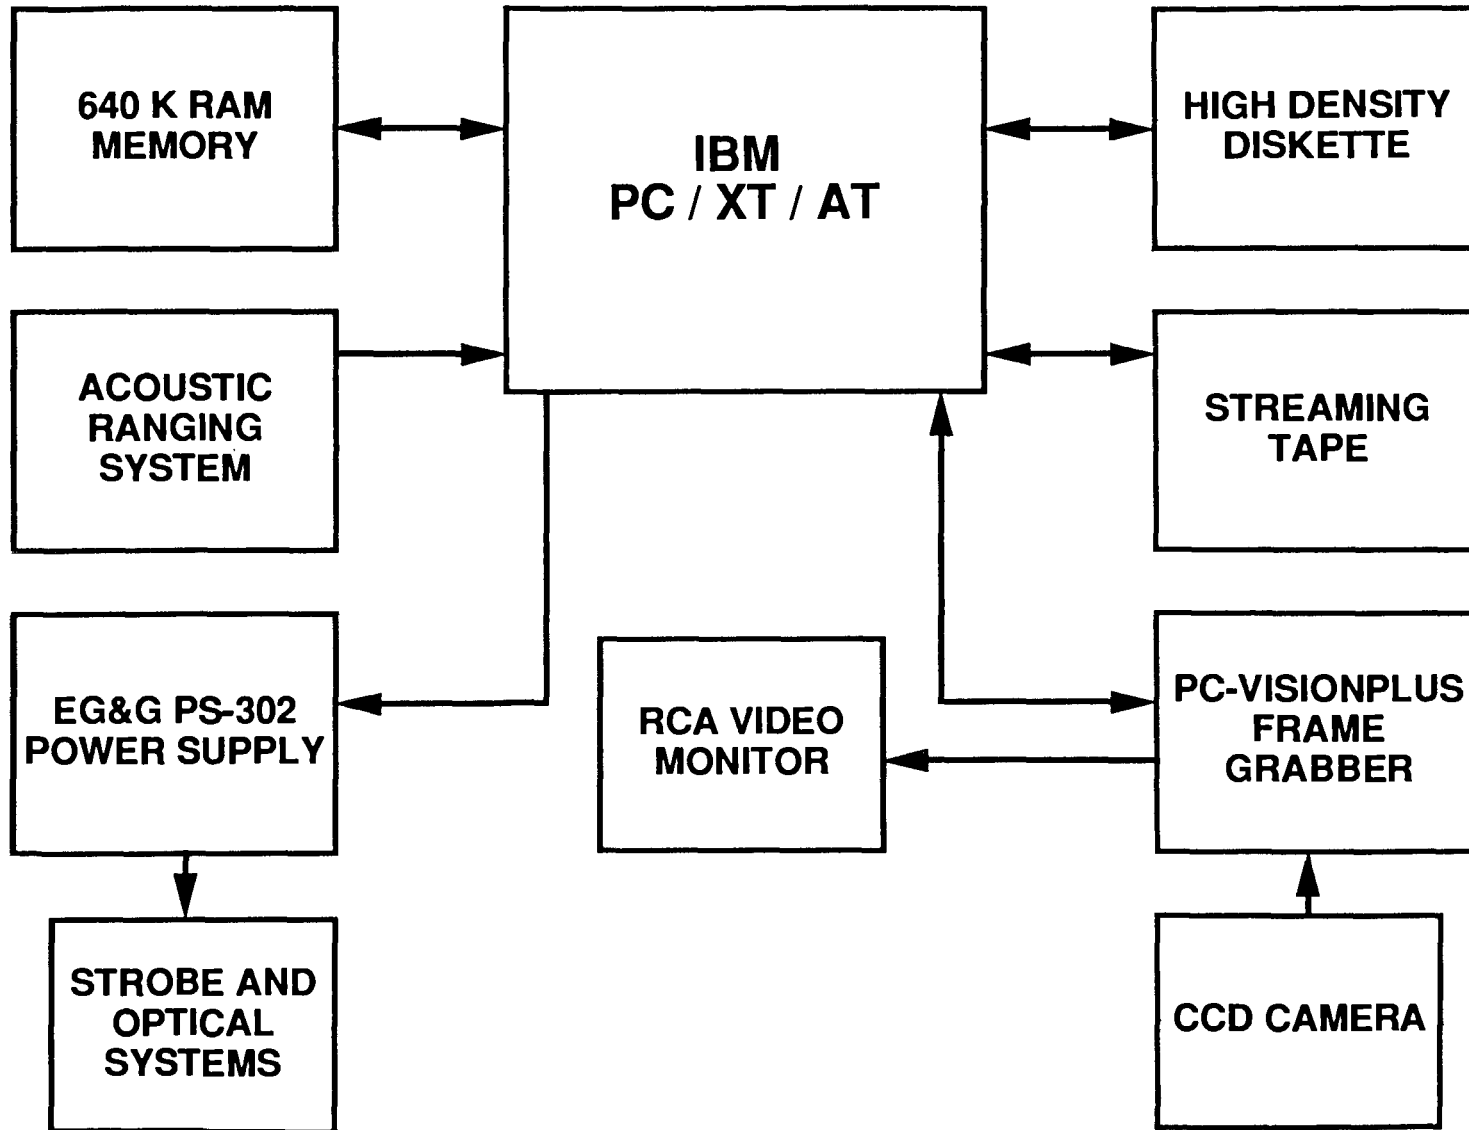 640 K RAM
MEMORY
IBM
PC / XT / AT
HIGH DENSITY
DISKETTE
ACOUSTIC
RANGING
SYSTEM
STREAMING
TAPE
EG&G PS-302
POWER SUPPLY
RCA VIDEO
MONITOR
PC-VISIONPLUS
FRAME
GRABBER
STROBE AND
OPTICAL
SYSTEMS
CCD CAMERA